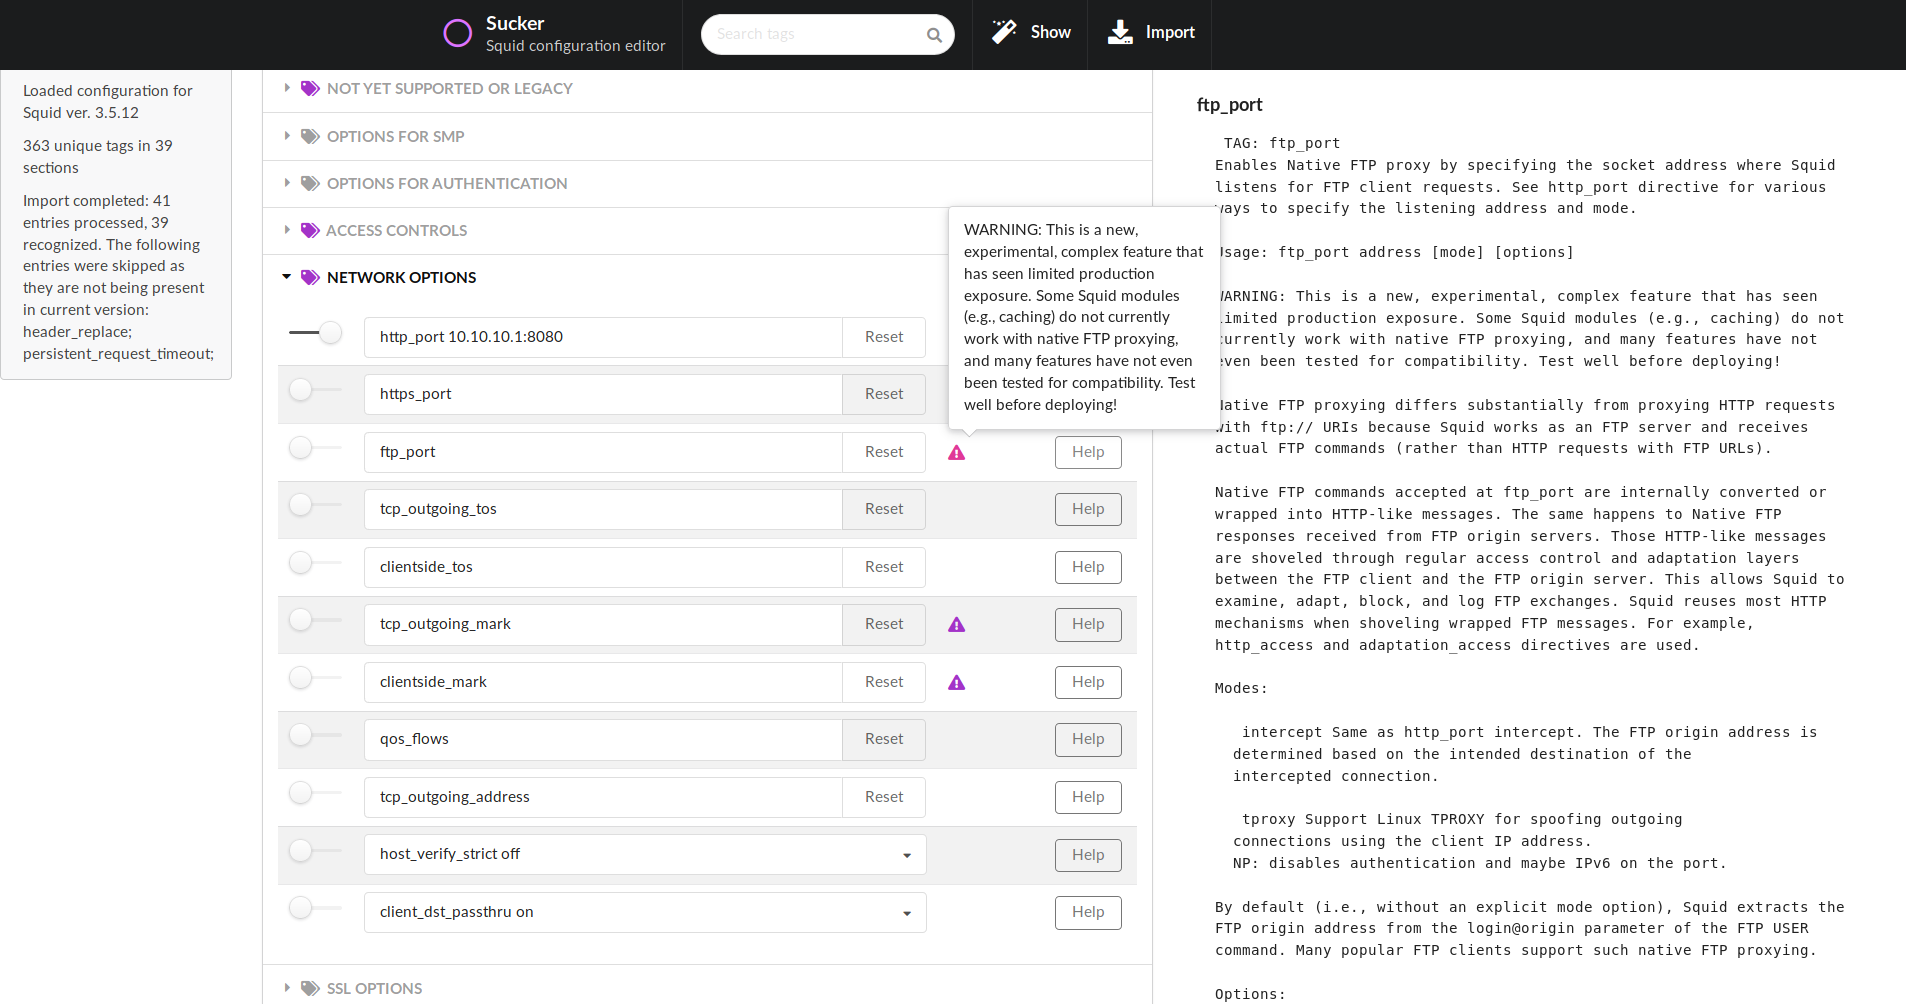 Sucker
Squid configuration editor
Search tags
Show
Import
Loaded configuration for
Squid ver. 3.5.12
363 unique tags in 39
sections
Import completed: 41
entries processed, 39
recognized. The following
entries were skipped as
they are not being present
in current version:
header_replace;
persistent_request_timeout;
NOT YET SUPPORTED OR LEGACY
OPTIONS FOR SMP
OPTIONS FOR AUTHENTICATION
ACCESS CONTROLS
NETWORK OPTIONS
http_port 10.10.10.1:8080 Reset
https_port Reset
ftp_port Reset Help
tcp_outgoing_tos Reset Help
clientside_tos Reset Help
tcp_outgoing_mark Reset Help
clientside_mark Reset Help
qos_flows Reset Help
tcp_outgoing_address Reset Help
host_verify_strict off Help
client_dst_passthru on Help
SSL OPTIONS
WARNING: This is a new,
experimental, complex feature that
has seen limited production
exposure. Some Squid modules
(e.g., caching) do not currently
work with native FTP proxying,
and many features have not even
been tested for compatibility. Test
well before deploying!
ftp_port
TAG: ftp_port
Enables Native FTP proxy by specifying the socket address where Squid
listens for FTP client requests. See http_port directive for various
ways to specify the listening address and mode.
Usage: ftp_port address [mode] [options]
WARNING: This is a new, experimental, complex feature that has seen
limited production exposure. Some Squid modules (e.g., caching) do not
currently work with native FTP proxying, and many features have not
even been tested for compatibility. Test well before deploying!
Native FTP proxying differs substantially from proxying HTTP requests
with ftp:// URIs because Squid works as an FTP server and receives
actual FTP commands (rather than HTTP requests with FTP URLs).
Native FTP commands accepted at ftp_port are internally converted or
wrapped into HTTP-like messages. The same happens to Native FTP
responses received from FTP origin servers. Those HTTP-like messages
are shoveled through regular access control and adaptation layers
between the FTP client and the FTP origin server. This allows Squid to
examine, adapt, block, and log FTP exchanges. Squid reuses most HTTP
mechanisms when shoveling wrapped FTP messages. For example,
http_access and adaptation_access directives are used.
Modes:
intercept Same as http_port intercept. The FTP origin address is
determined based on the intended destination of the
intercepted connection.
tproxy Support Linux TPROXY for spoofing outgoing
connections using the client IP address.
NP: disables authentication and maybe IPv6 on the port.
By default (i.e., without an explicit mode option), Squid extracts the
FTP origin address from the login@origin parameter of the FTP USER
command. Many popular FTP clients support such native FTP proxying.
Options: